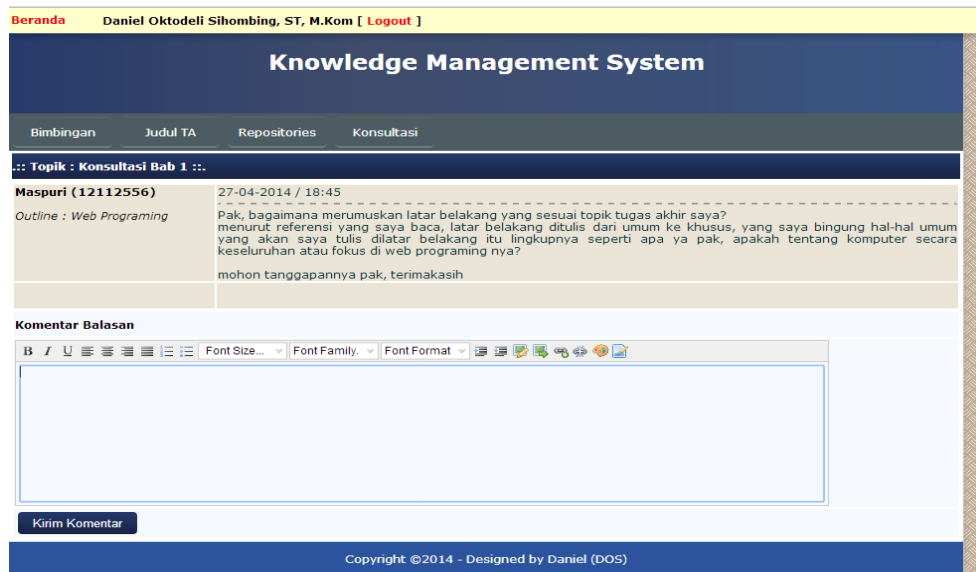 Beranda Daniel Oktodeli Sihombing, ST, M.Kom [ Logout ]
Knowledge Management System
Bimbingan Judul TA Repositories Konsultasi
.:: Topik : Konsultasi Bab 1 ::.
Maspuri (12112556) 27-04-2014 / 18:45
Outline : Web Programing
Pak, bagaimana merumuskan latar belakang yang sesuai topik tugas akhir saya?
menurut referensi yang saya baca, latar belakang ditulis dari umum ke khusus, yang saya bingung hal-hal umum
yang akan saya tulis dilatar belakang itu lingkupnya seperti apa ya pak, apakah tentang komputer secara
keseluruhan atau fokus di web programing nya?
mohon tanggapannya pak, terimakasih
Komentar Balasan
B I U Font Size... Font Family. Font Format
Kirim Komentar
Copyright ©2014 - Designed by Daniel (DOS)